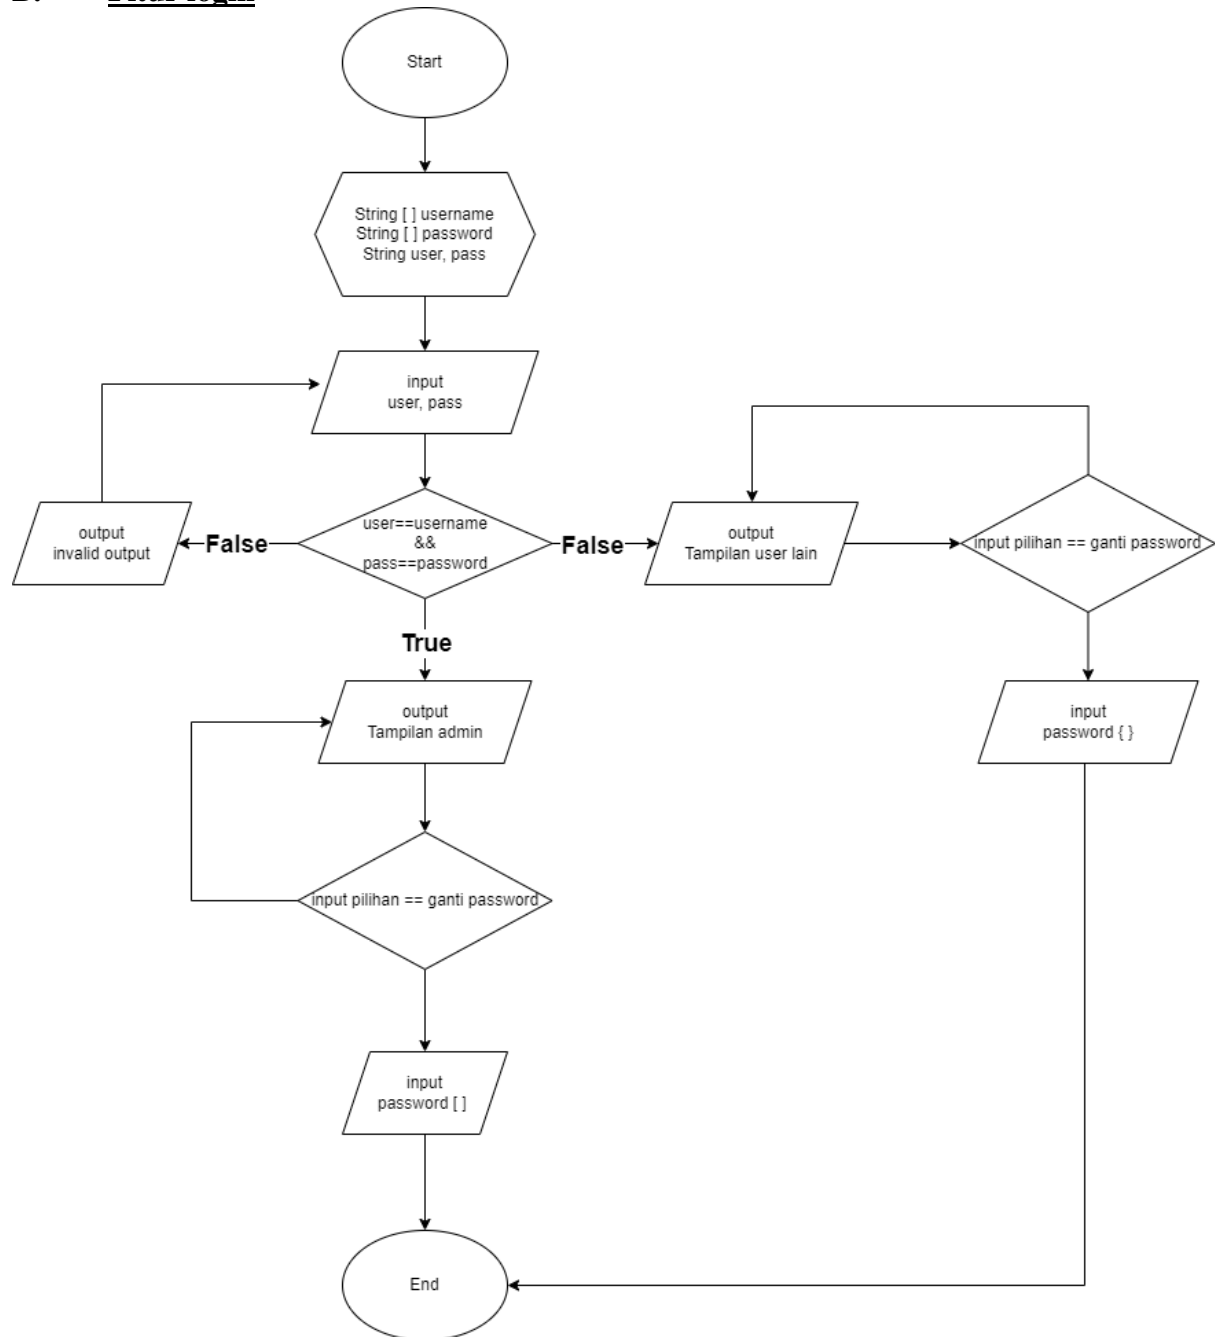 Start
String [ ] username
String [ ] password
String user, pass
input
user, pass
user==username
&&
pass==password
False
output
invalid output
False
output
Tampilan user lain
input pilihan == ganti password
input
password { }
True
output
Tampilan admin
input pilihan == ganti password
input
password [ ]
End